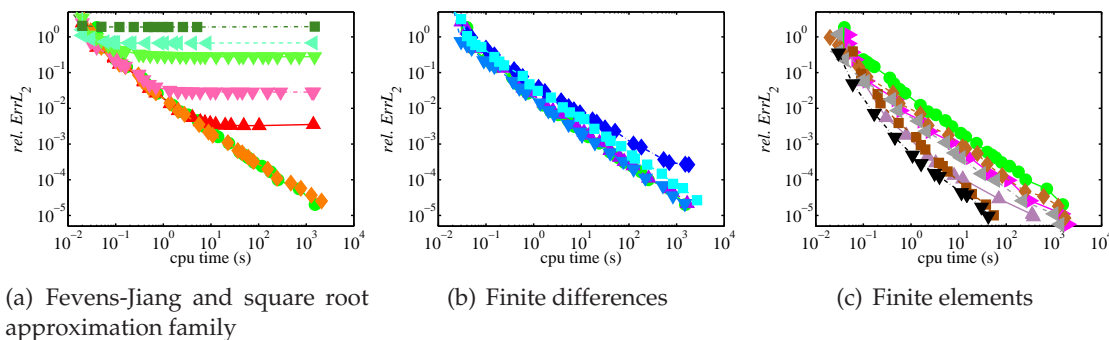 10^0
10^-1
10^-2
10^-3
10^-4
10^-5
rel. ErrL_2
10^-2 10^-1 10^0 10^1 10^2 10^3 10^4
cpu time (s)
(a) Fevens-Jiang and square root
approximation family
10^0
10^-1
10^-2
10^-3
10^-4
10^-5
rel. ErrL_2
10^-2 10^-1 10^0 10^1 10^2 10^3 10^4
cpu time (s)
(b) Finite differences
10^0
10^-1
10^-2
10^-3
10^-4
10^-5
rel. ErrL_2
10^-2 10^-1 10^0 10^1 10^2 10^3 10^4
cpu time (s)
(c) Finite elements